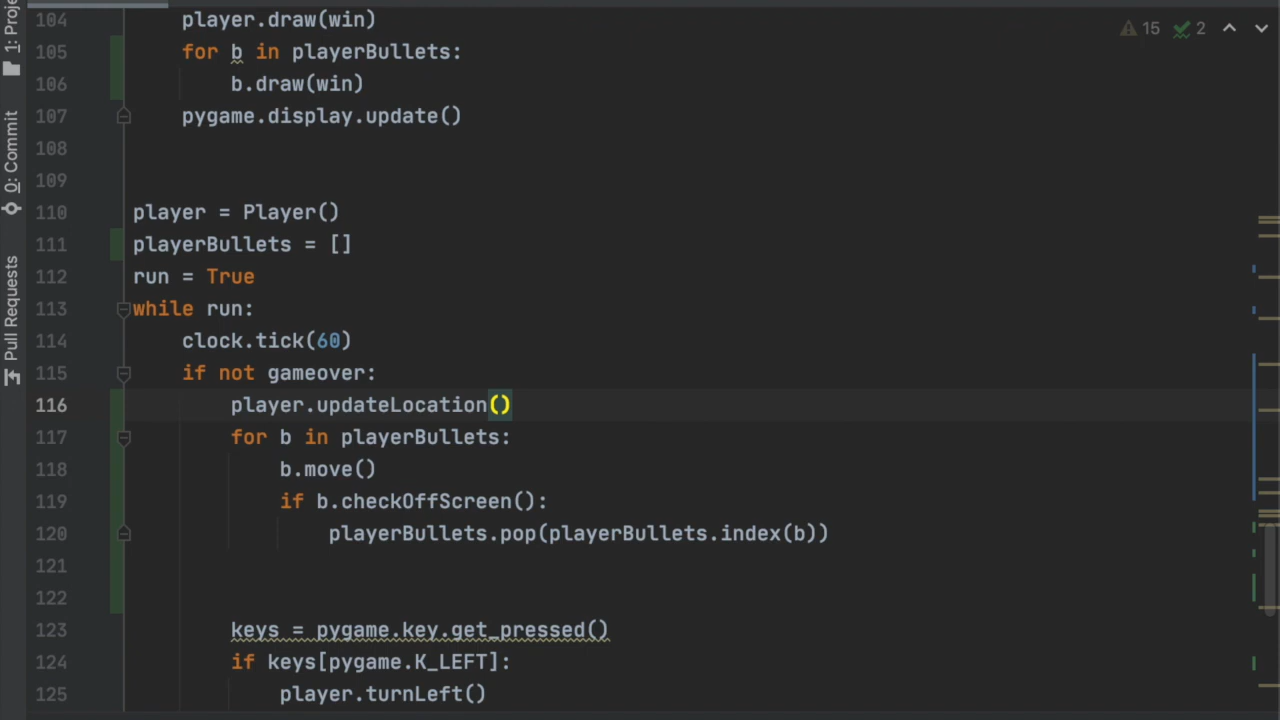 104 player.draw(win)
105 for b in playerBullets:
106 b.draw(win)
107 pygame.display.update()
108
109
110 player = Player()
111 playerBullets = []
112 run = True
113 while run:
114 clock.tick(60)
115 if not gameover:
116 player.updateLocation()
117 for b in playerBullets:
118 b.move()
119 if b.checkOffScreen():
120 playerBullets.pop(playerBullets.index(b))
121
122
123 keys = pygame.key.get_pressed()
124 if keys[pygame.K_LEFT]:
125 player.turnLeft()
15 2
1: Proje
0: Commit
Pull Requests